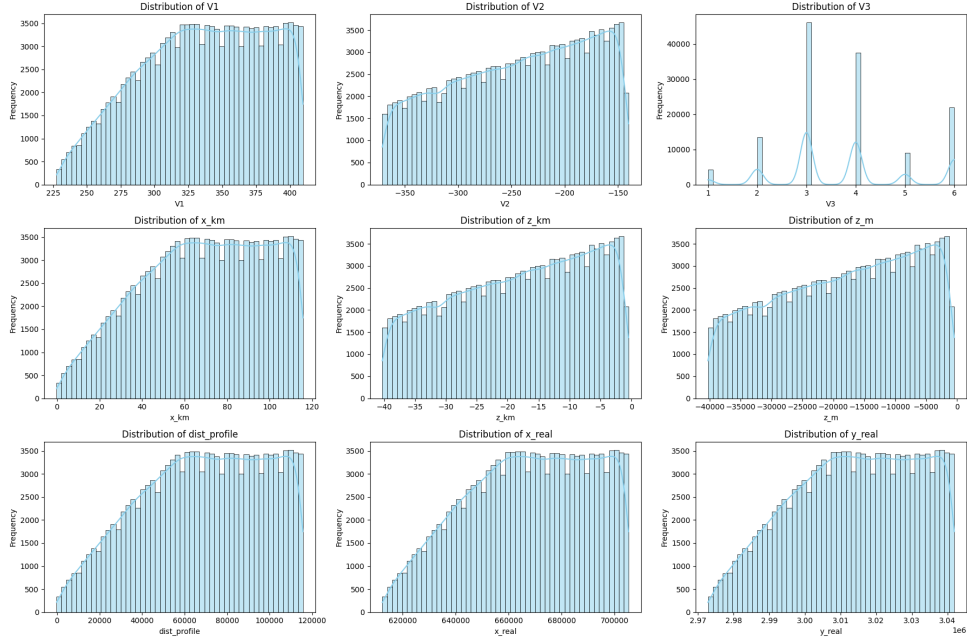 Distribution of V1
Frequency
3500
3000
2500
2000
1500
1000
500
0
225 250 275 300 325 350 375 400
V1
Distribution of V2
Frequency
3500
3000
2500
2000
1500
1000
500
0
−350 −300 −250 −200 −150
V2
Distribution of V3
Frequency
40000
30000
20000
10000
0
1 2 3 4 5 6
V3
Distribution of x_km
Frequency
3500
3000
2500
2000
1500
1000
500
0
0 20 40 60 80 100 120
x_km
Distribution of z_km
Frequency
3500
3000
2500
2000
1500
1000
500
0
−40 −35 −30 −25 −20 −15 −10 −5 0
z_km
Distribution of z_m
Frequency
3500
3000
2500
2000
1500
1000
500
0
−40000 −35000 −30000 −25000 −20000 −15000 −10000 −5000 0
z_m
Distribution of dist_profile
Frequency
3500
3000
2500
2000
1500
1000
500
0
0 20000 40000 60000 80000 100000 120000
dist_profile
Distribution of x_real
Frequency
3500
3000
2500
2000
1500
1000
500
0
620000 640000 660000 680000 700000
x_real
Distribution of y_real
Frequency
3500
3000
2500
2000
1500
1000
500
0
2.97 2.98 2.99 3.00 3.01 3.02 3.03 3.04
1e6
y_real